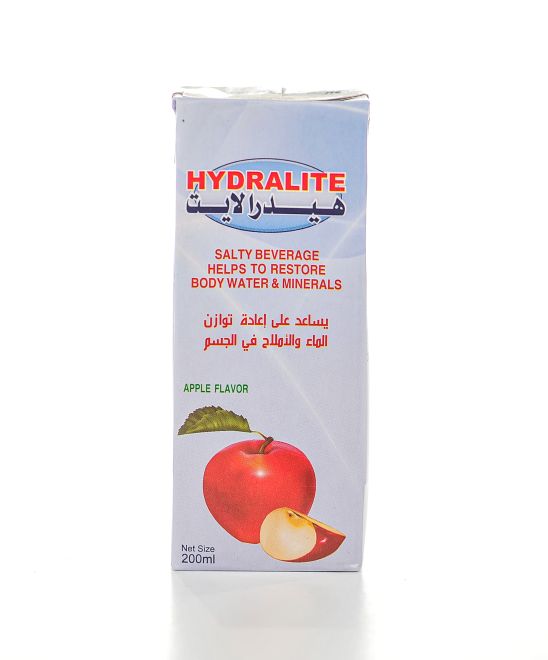 HYDRALITE
هيدرالايت
SALTY BEVERAGE
HELPS TO RESTORE
BODY WATER & MINERALS
يساعد على إعادة توازن
الماء والأملاح في الجسم
APPLE FLAVOR
Net Size
200ml